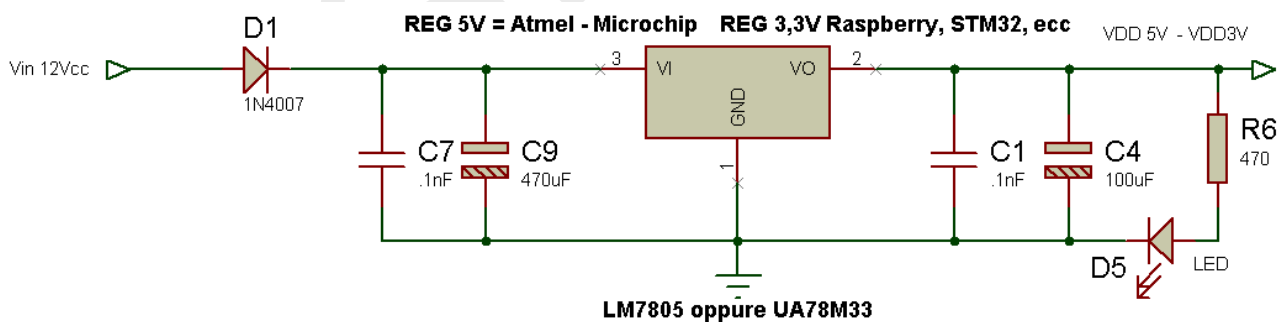 REG 5V = Atmel - Microchip REG 3,3V Raspberry, STM32, ecc
VDD 5V - VDD3V
D1
Vin 12Vcc
1N4007
3
VI
VO
2
GND
1
C7
.1nF
C9
470uF
C1
.1nF
C4
100uF
R6
470
D5
LED
LM7805 oppure UA78M33